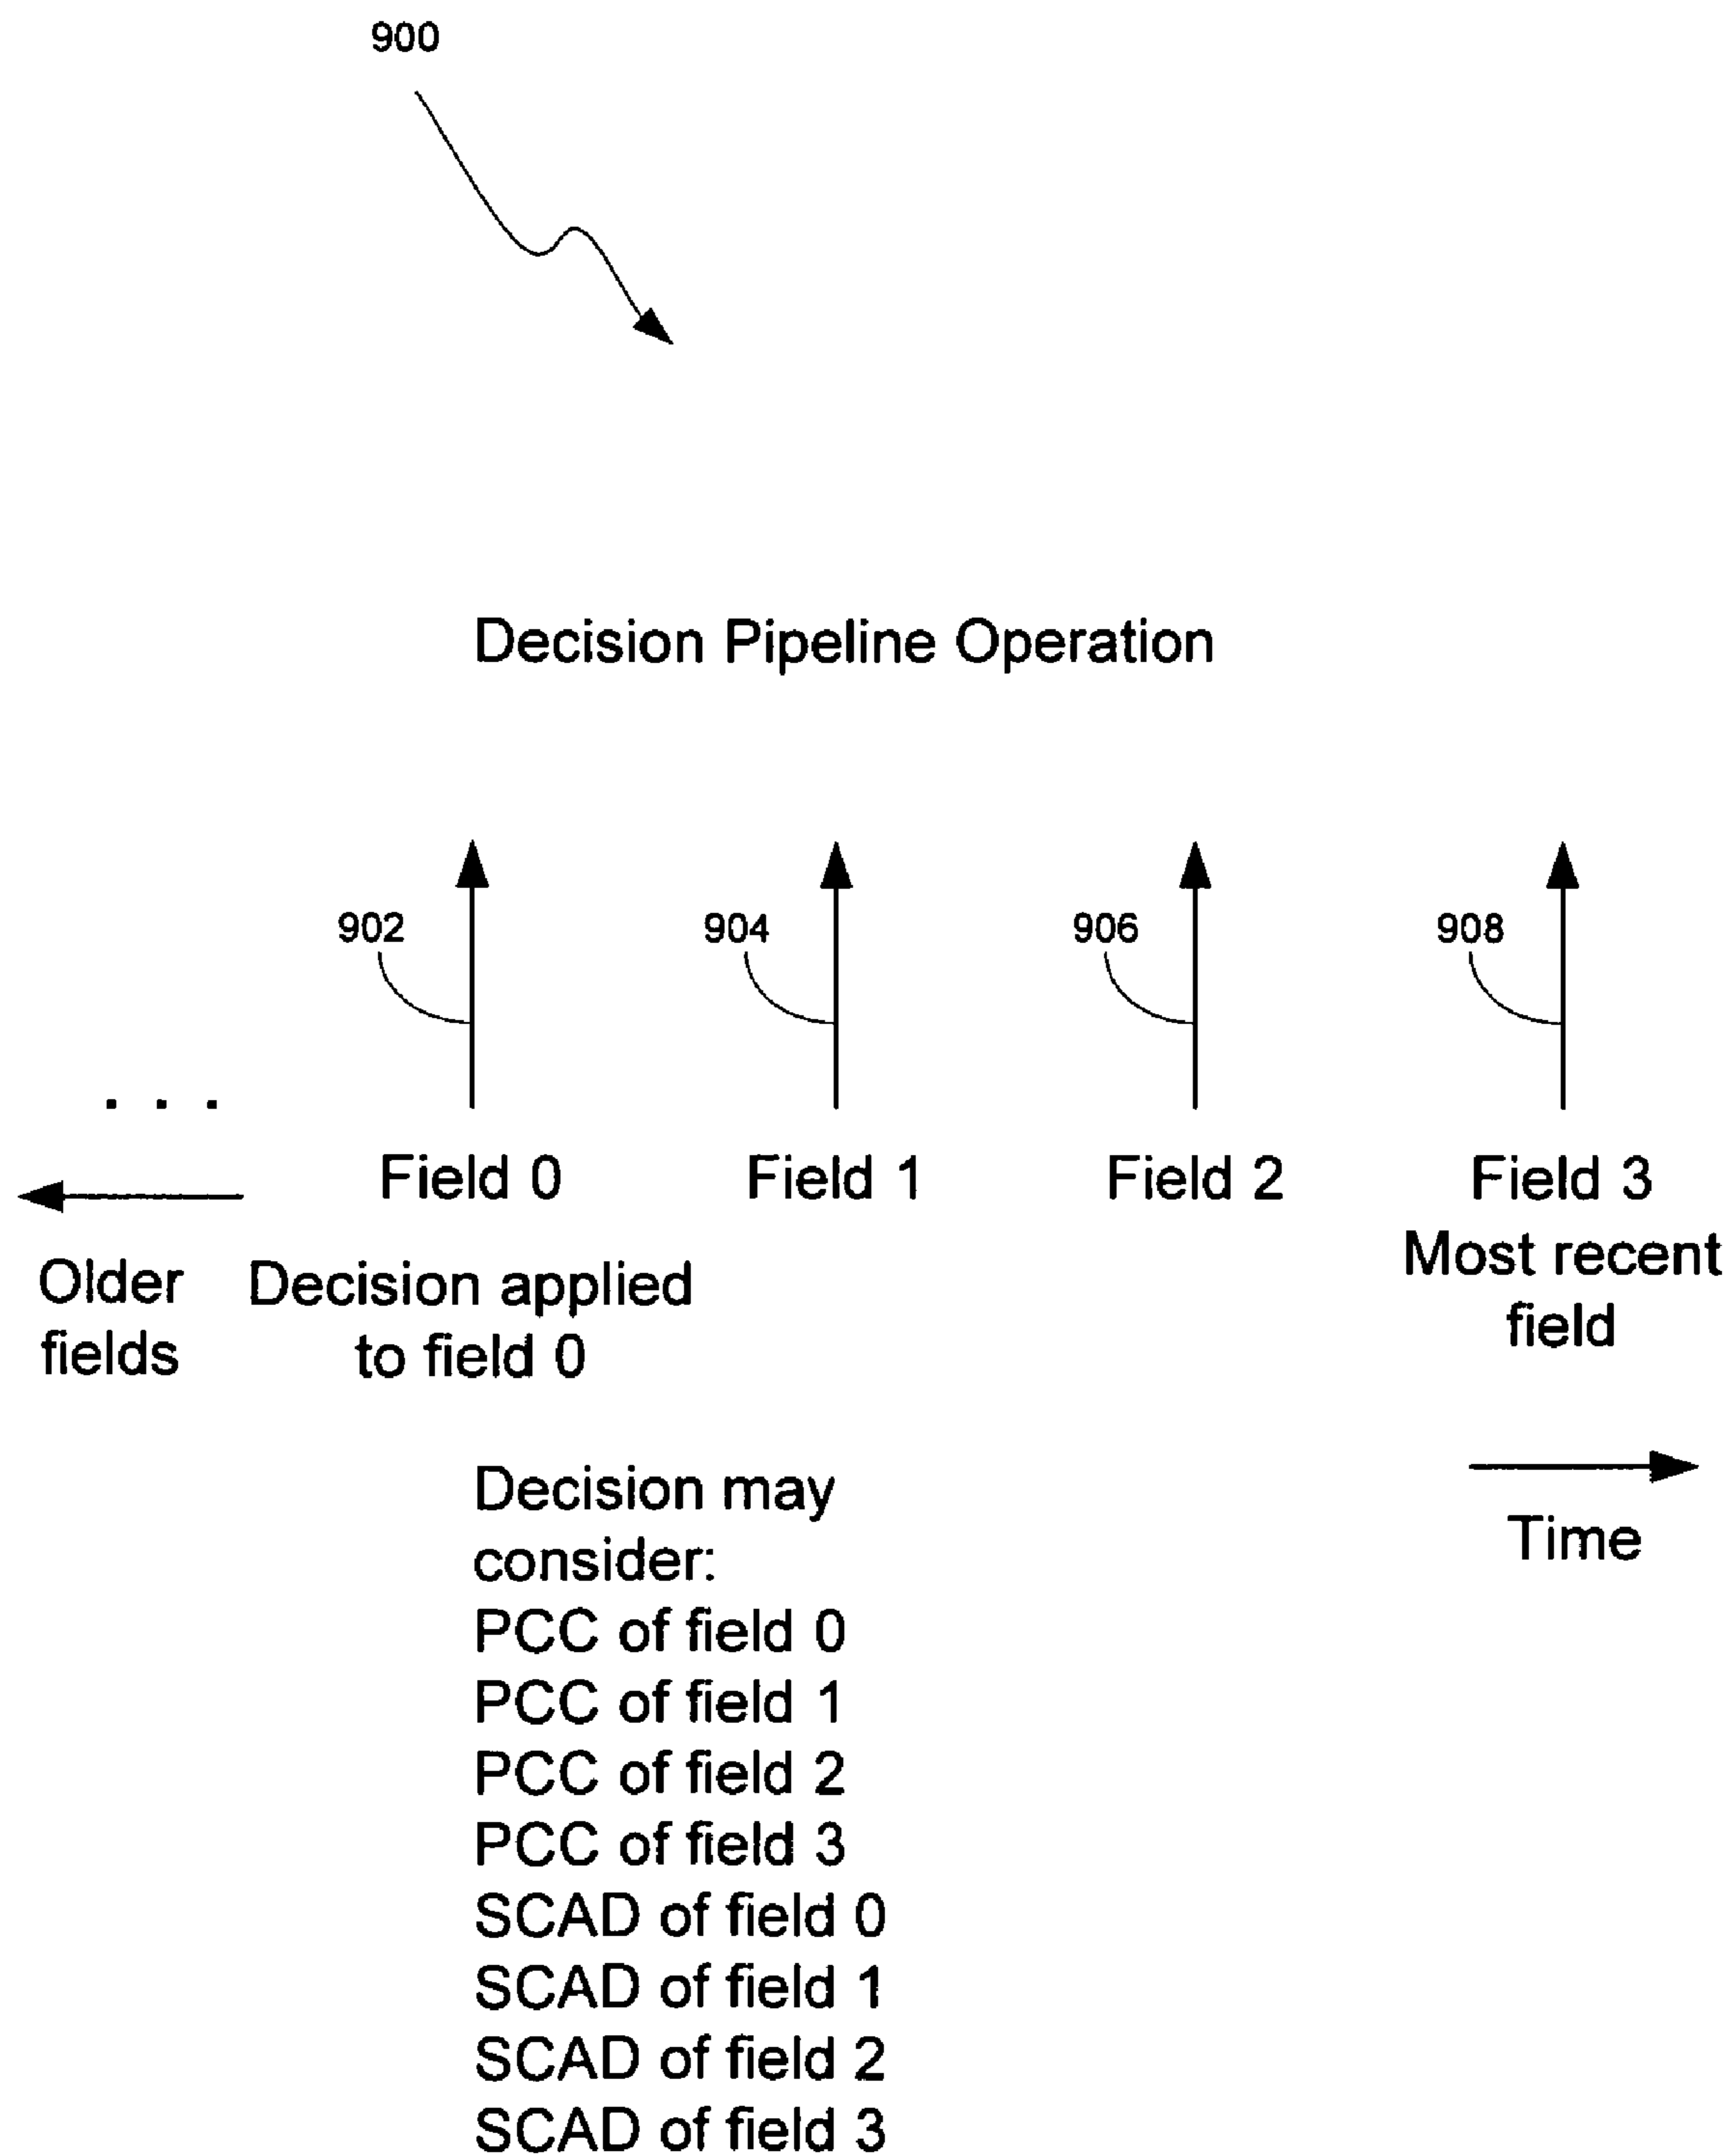 900
Decision Pipeline Operation
902
904
906
908
. . .
Field 0
Field 1
Field 2
Field 3
Most recent
field
Older
fields
Decision applied
to field 0
Time
Decision may
consider:
PCC of field 0
PCC of field 1
PCC of field 2
PCC of field 3
SCAD of field 0
SCAD of field 1
SCAD of field 2
SCAD of field 3